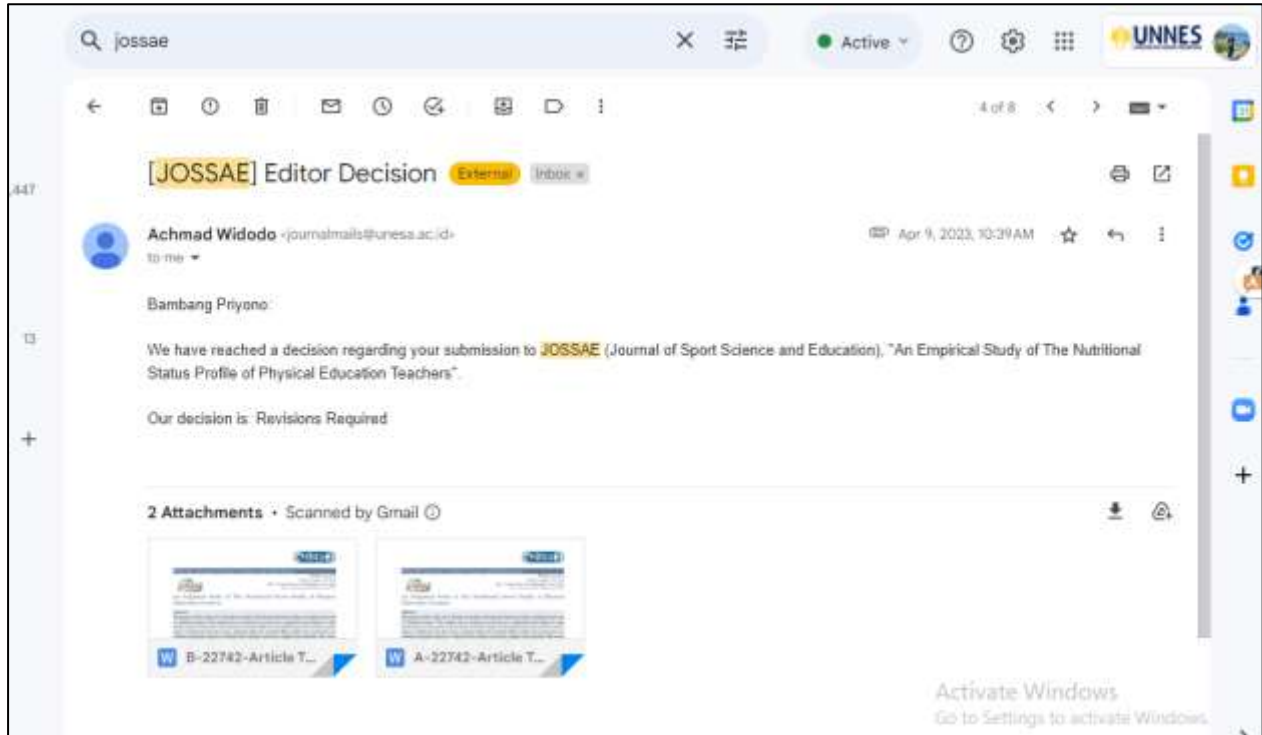 jossae
Active
UNNES
4 of 8
[JOSSAE] Editor Decision External Inbox x
,447
Achmad Widodo <journalmails@unesa.ac.id>
Apr 9, 2023, 10:39 AM
to me
Bambang Priyono:
13
We have reached a decision regarding your submission to JOSSAE (Journal of Sport Science and Education), "An Empirical Study of The Nutritional
Status Profile of Physical Education Teachers".
Our decision is: Revisions Required
2 Attachments • Scanned by Gmail
B-22742-Article T...
A-22742-Article T...
Activate Windows
Go to Settings to activate Windows.